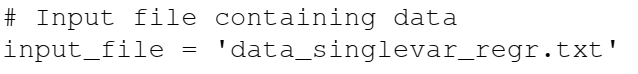 # Input file containing data
input_file = 'data_singlevar_regr.txt'